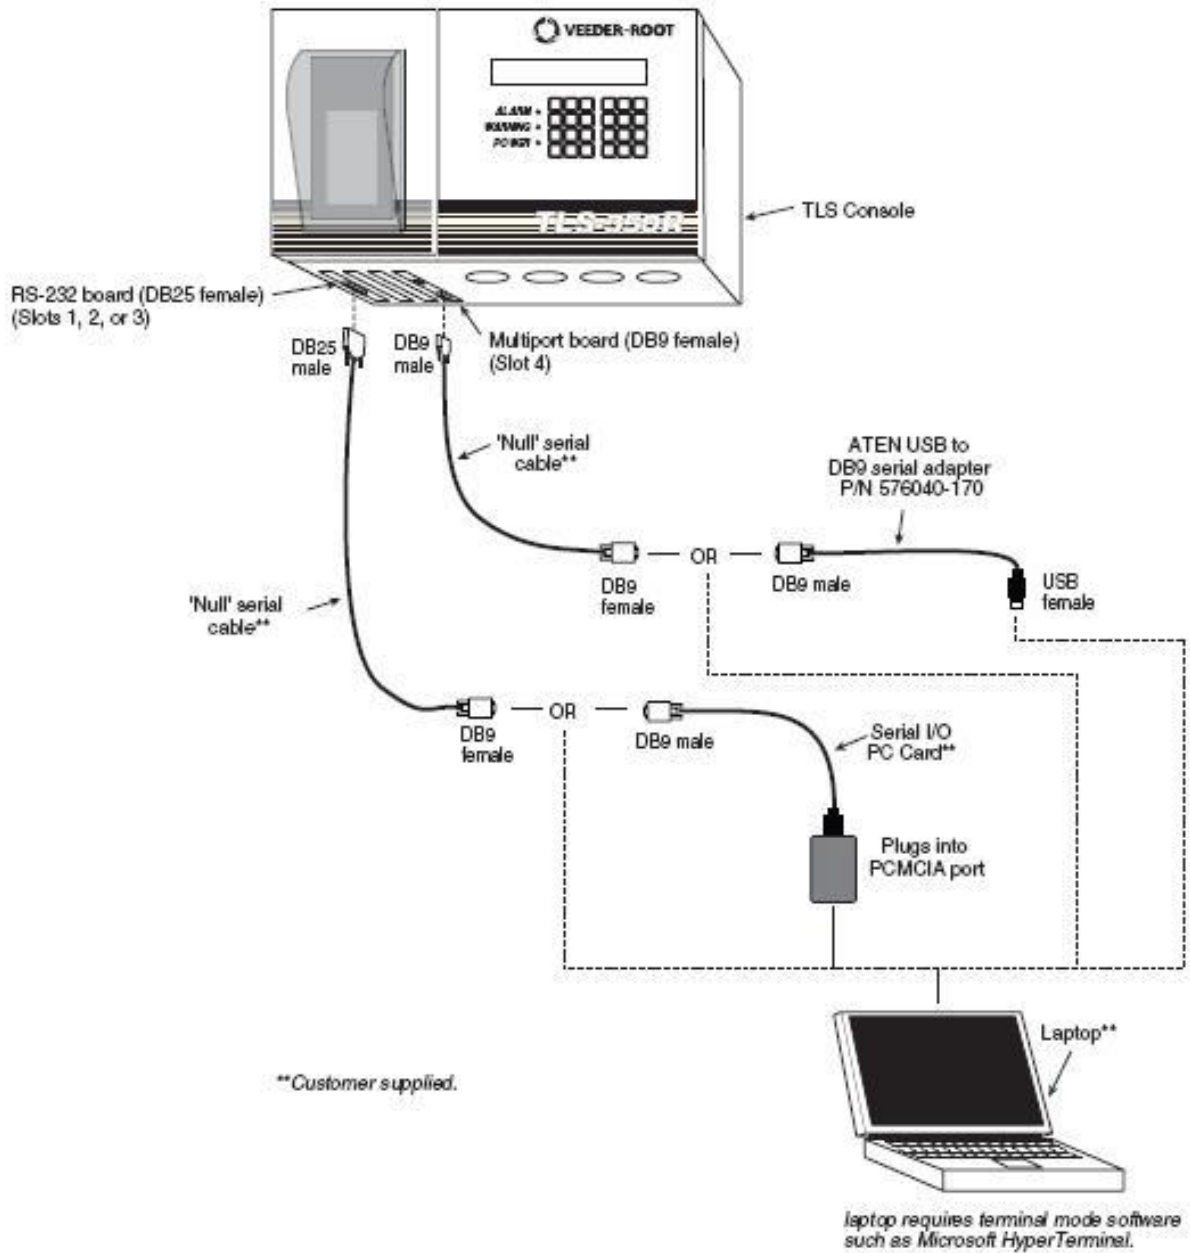 VEEDER-ROOT
ALARM
WARNING
POWER
TLS-350R
TLS Console
RS-232 board (DB25 female)
(Slots 1, 2, or 3)
DB25
male
DB9
male
Multiport board (DB9 female)
(Slot 4)
'Null' serial
cable**
ATEN USB to
DB9 serial adapter
P/N 576040-170
OR
DB9
female
DB9 male
USB
female
'Null' serial
cable**
OR
DB9
female
DB9 male
Serial I/O
PC Card**
Plugs into
PCMCIA port
Laptop**
**Customer supplied.
laptop requires terminal mode software
such as Microsoft HyperTerminal.